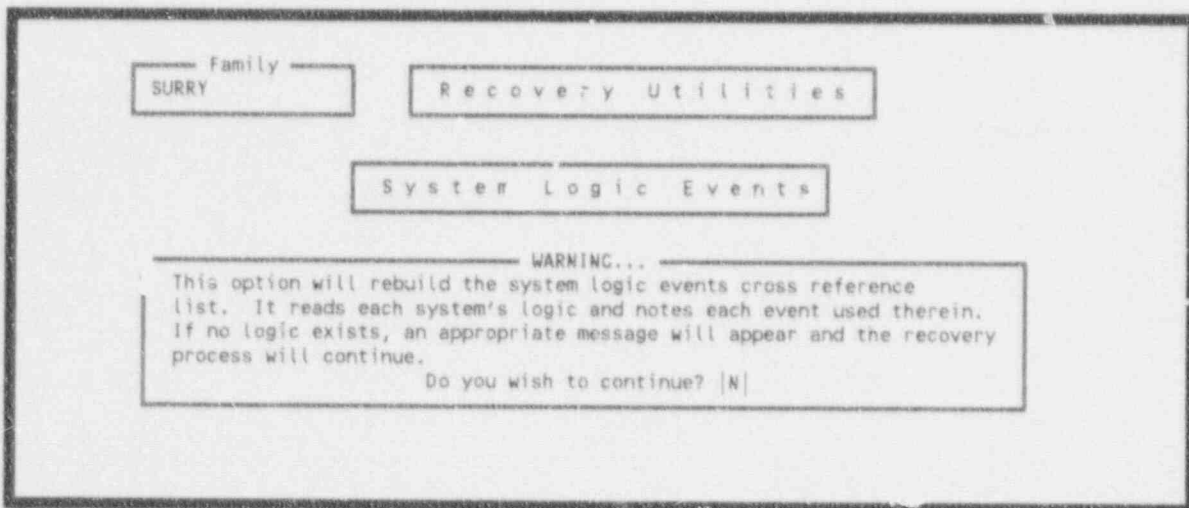 Family
SURRY
Recovery Utilities
System Logic Events
WARNING...
This option will rebuild the system logic events cross reference
list. It reads each system's logic and notes each event used therein.
If no logic exists, an appropriate message will appear and the recovery
process will continue.
Do you wish to continue? |N|